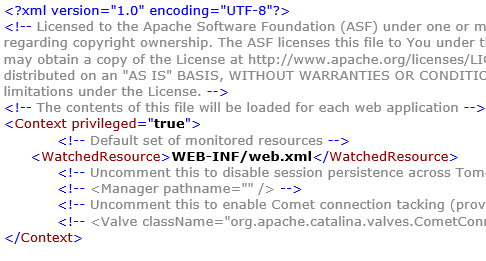 <?xml version="1.0" encoding="UTF-8"?>
<!-- Licensed to the Apache Software Foundation (ASF) under one or m
regarding copyright ownership. The ASF licenses this file to You under t
may obtain a copy of the License at http://www.apache.org/licenses/LIC
distributed on an "AS IS" BASIS, WITHOUT WARRANTIES OR CONDITIO
limitations under the License. -->
<!-- The contents of this file will be loaded for each web application -->
<Context privileged="true">
<!-- Default set of monitored resources -->
<WatchedResource>WEB-INF/web.xml</WatchedResource>
<!-- Uncomment this to disable session persistence across Tom
<!-- <Manager pathname="" /> -->
<!-- Uncomment this to enable Comet connection tacking (prov
<!-- <Valve className="org.apache.catalina.valves.CometConn
</Context>